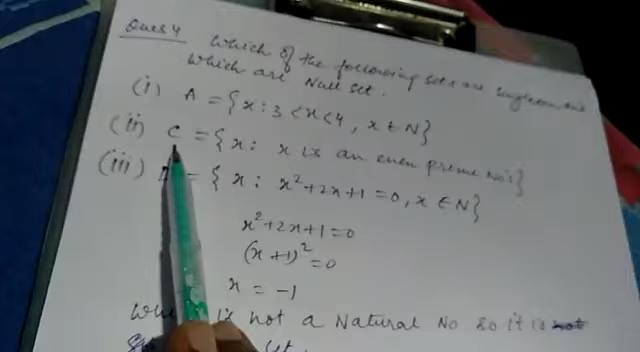 Ques 4 Which of the following sets are singleton and
Which are Null set.
(i) A = {x : 3 < x < 4, x ∈ N}
(ii) C = {x : x is an even prime No's}
(iii) = {x : x²+2x+1 = 0, x ∈ N}
x²+2x+1=0
(x+1)²=0
x = -1
is not a Natural No so it is not